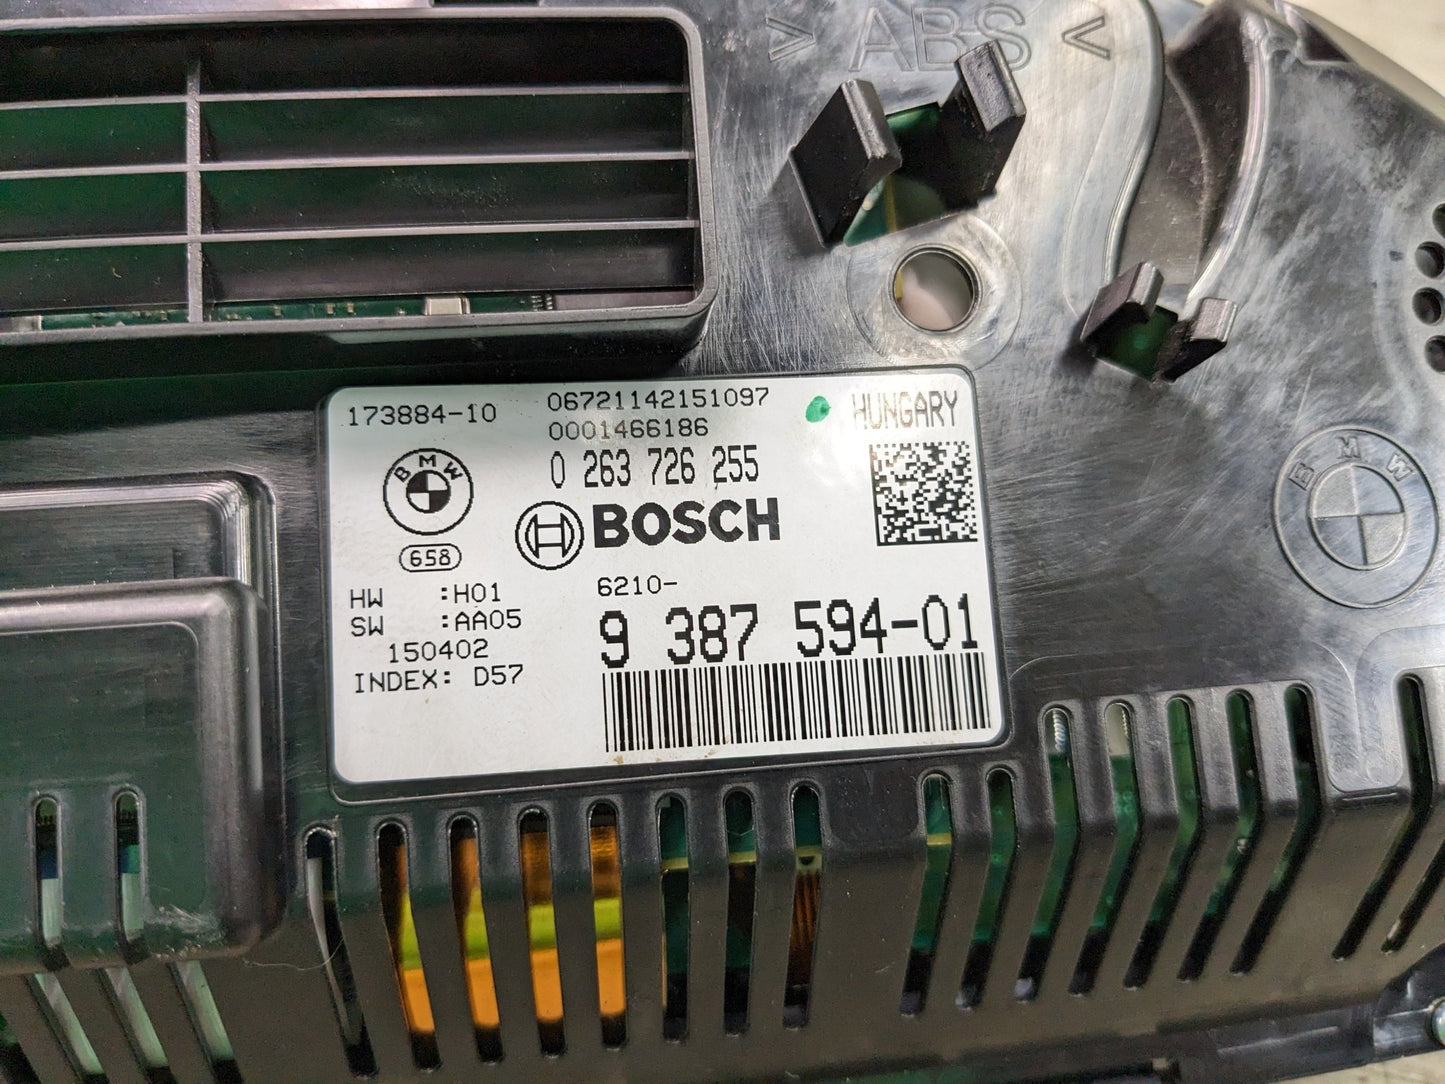 > ABS <
173884-10
06721142151097
0001466186
HUNGARY
0 263 726 255
BMW
BOSCH
658
HW :H01
SW :AA05
150402
INDEX: D57
6210-
9 387 594-01
BMW